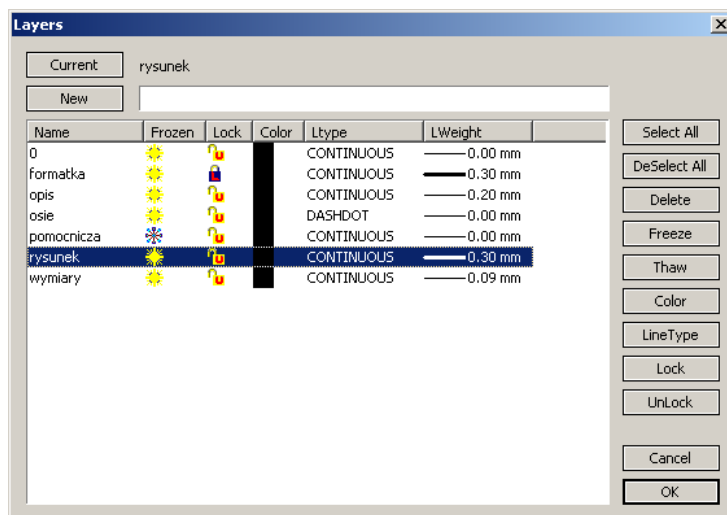 Layers
Current rysunek
New
Name Frozen Lock Color Ltype LWeight
0 CONTINUOUS 0.00 mm
formatka CONTINUOUS 0.30 mm
opis CONTINUOUS 0.20 mm
osie DASHDOT 0.00 mm
pomocnicza CONTINUOUS 0.00 mm
rysunek CONTINUOUS 0.30 mm
wymiary CONTINUOUS 0.09 mm
Select All
DeSelect All
Delete
Freeze
Thaw
Color
LineType
Lock
UnLock
Cancel
OK